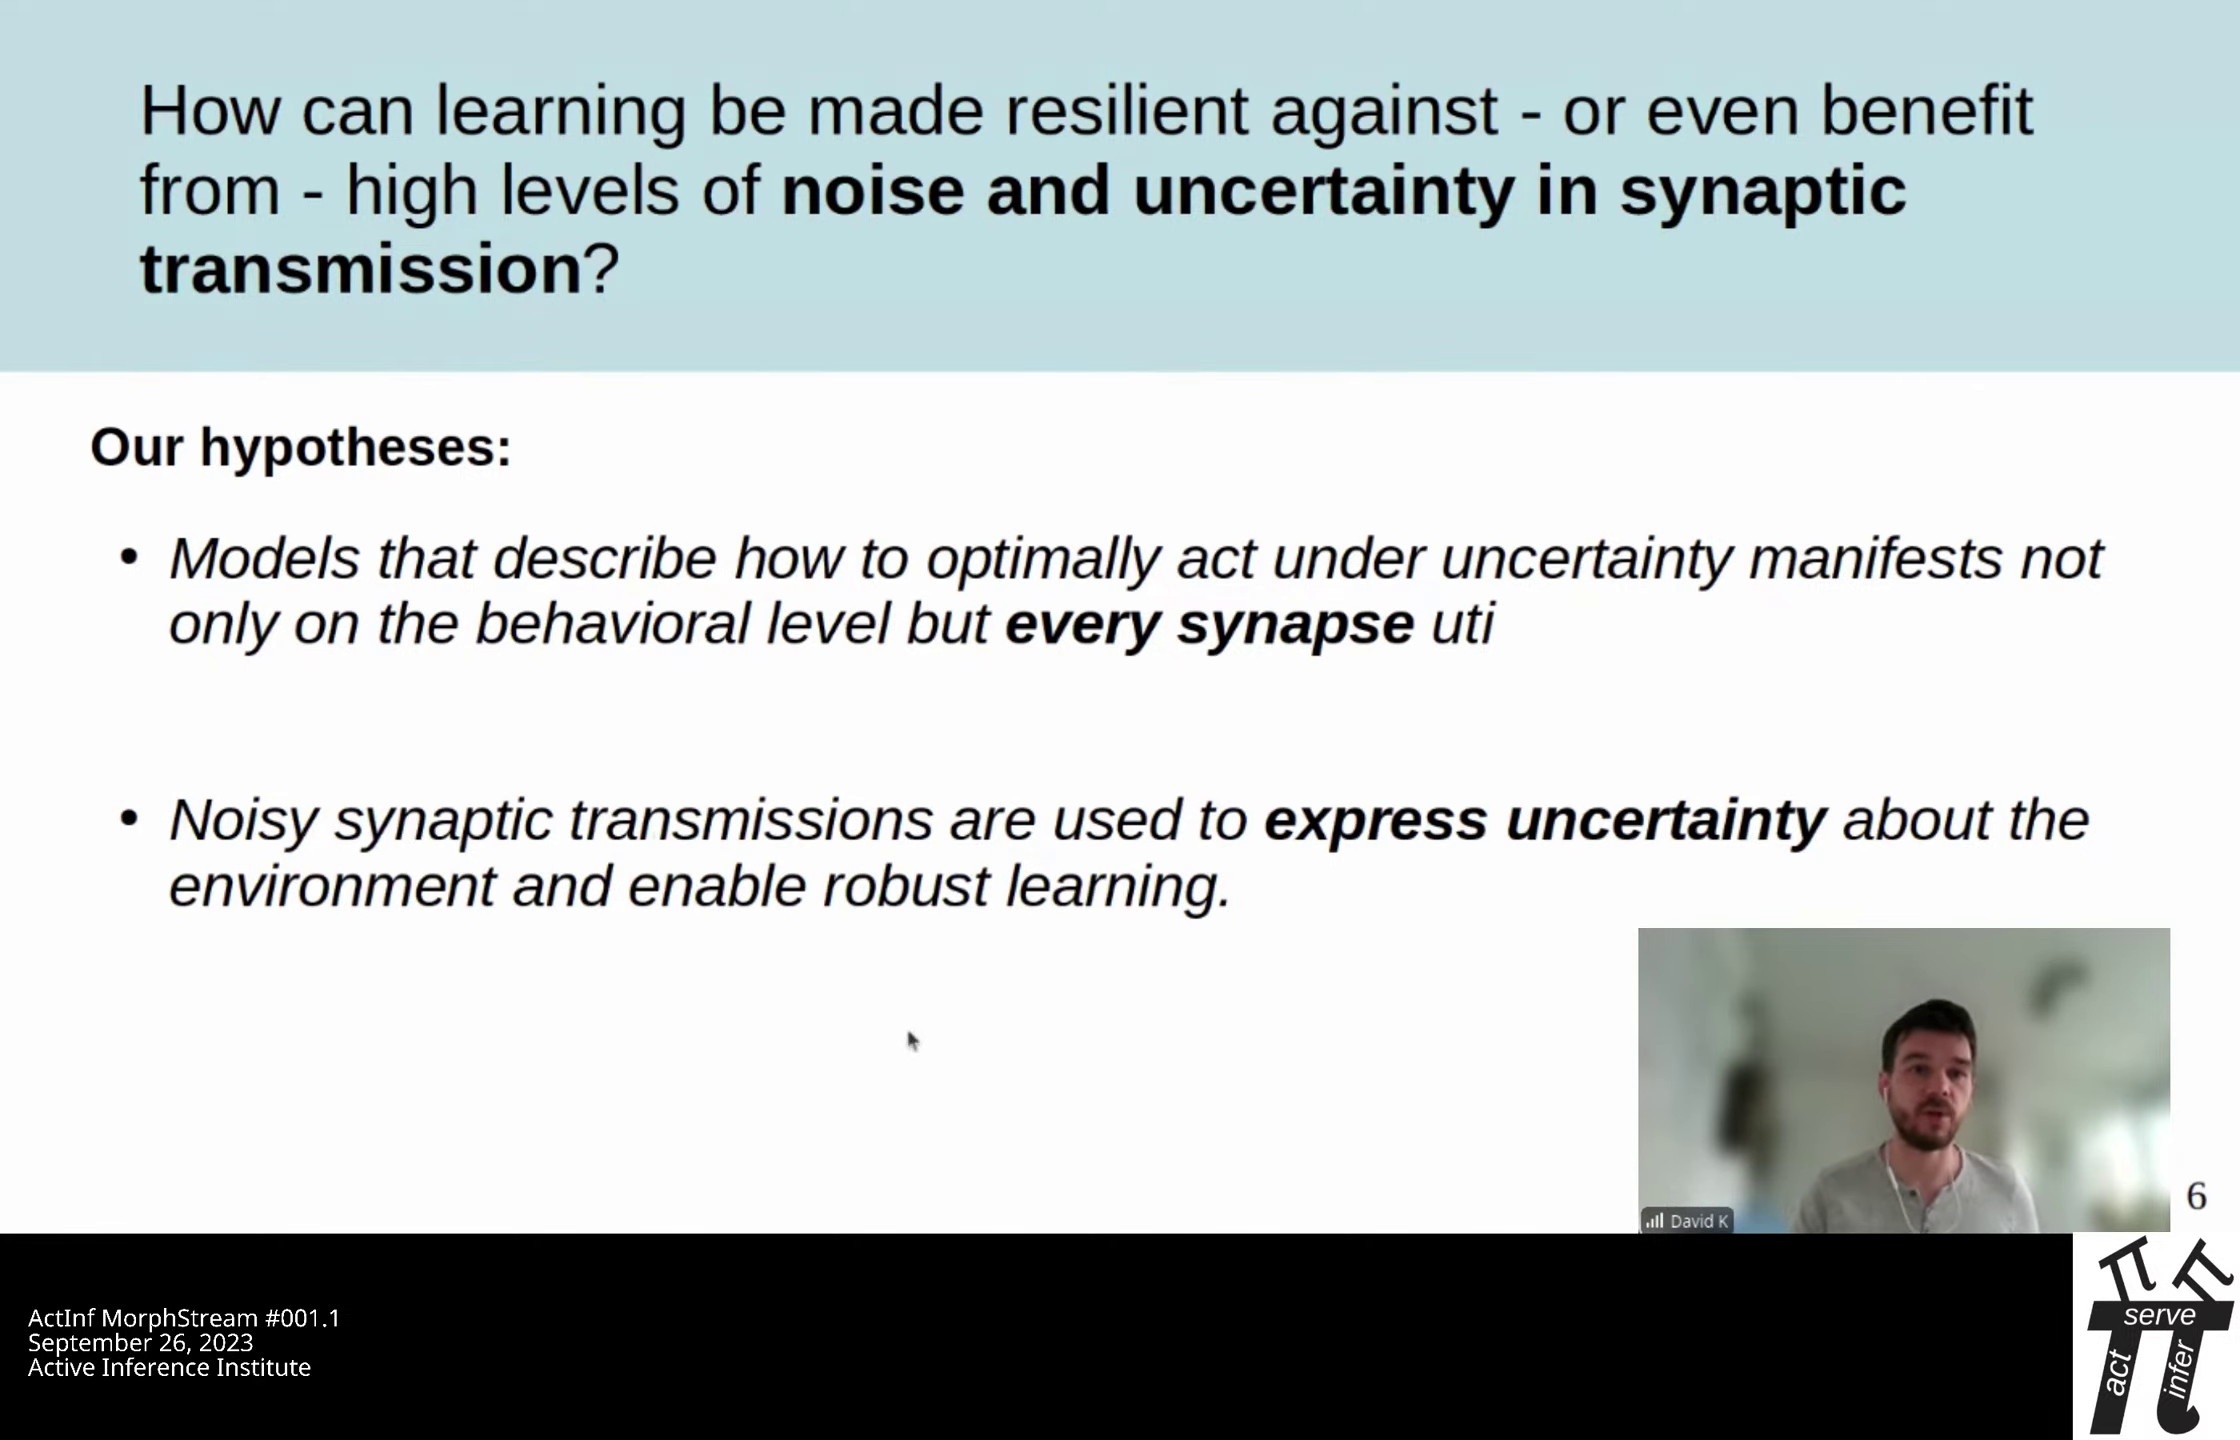 How can learning be made resilient against - or even benefit
from - high levels of noise and uncertainty in synaptic
transmission?
Our hypotheses:
• Models that describe how to optimally act under uncertainty manifests not
only on the behavioral level but every synapse uti
• Noisy synaptic transmissions are used to express uncertainty about the
environment and enable robust learning.
David K
6
ActInf MorphStream #001.1
September 26, 2023
Active Inference Institute
serve
act
infer